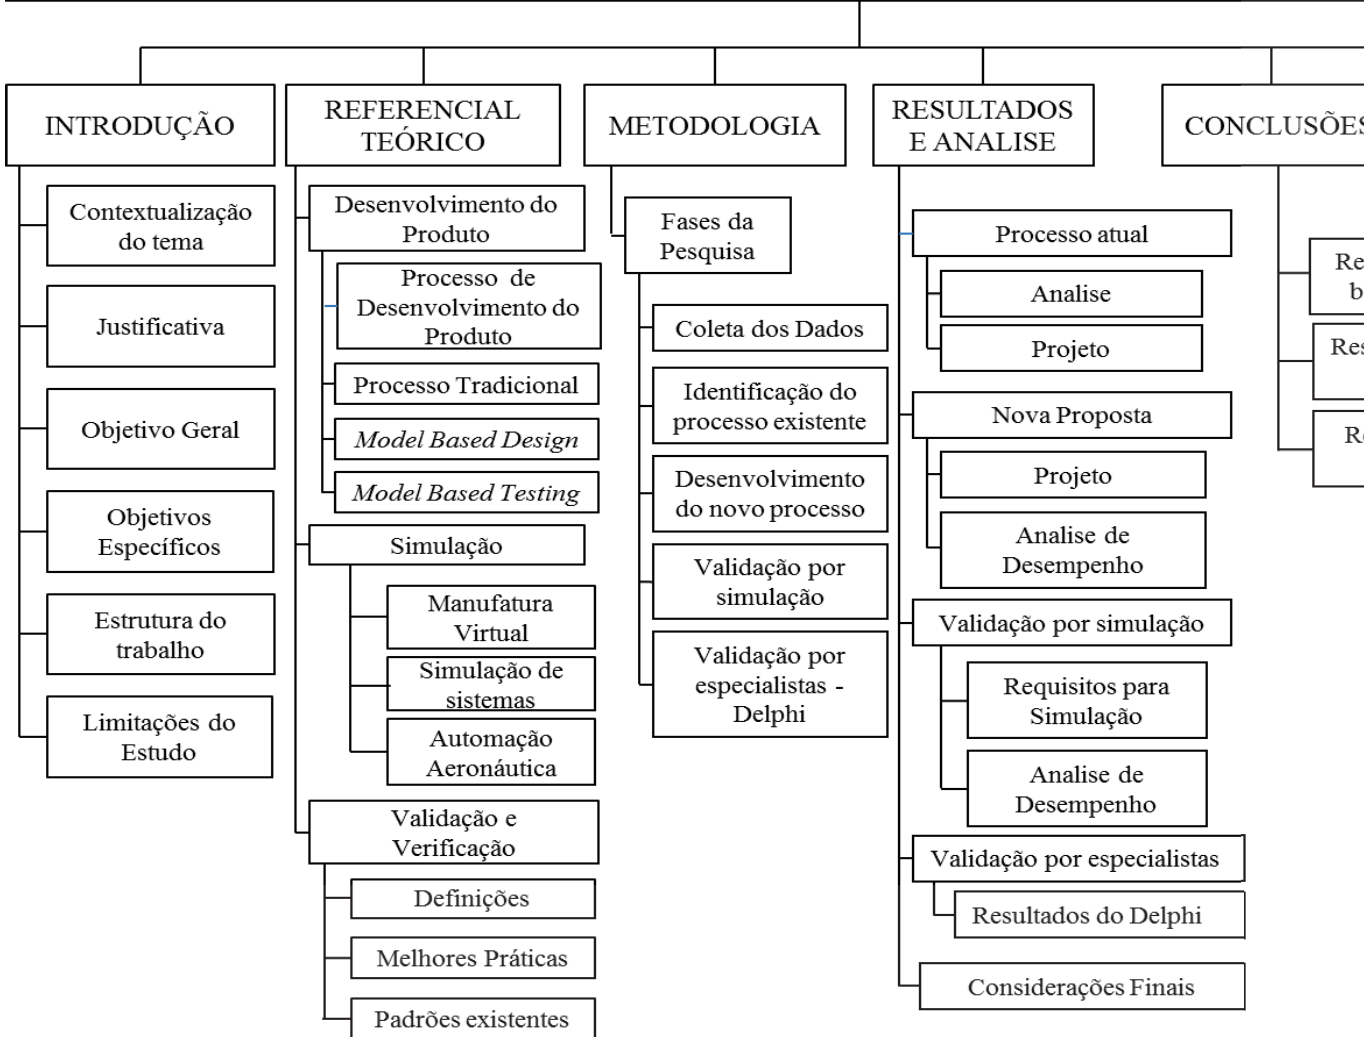 INTRODUÇÃO
Contextualização
do tema
Justificativa
Objetivo Geral
Objetivos
Específicos
Estrutura do
trabalho
Limitações do
Estudo
REFERENCIAL
TEÓRICO
Desenvolvimento do
Produto
Processo de
Desenvolvimento do
Produto
Processo Tradicional
Model Based Design
Model Based Testing
Simulação
Manufatura
Virtual
Simulação de
sistemas
Automação
Aeronáutica
Validação e
Verificação
Definições
Melhores Práticas
Padrões existentes
METODOLOGIA
Fases da
Pesquisa
Coleta dos Dados
Identificação do
processo existente
Desenvolvimento
do novo processo
Validação por
simulação
Validação por
especialistas -
Delphi
RESULTADOS
E ANALISE
Processo atual
Analise
Projeto
Nova Proposta
Projeto
Analise de
Desempenho
Validação por simulação
Requisitos para
Simulação
Analise de
Desempenho
Validação por especialistas
Resultados do Delphi
Considerações Finais
CONCLUSÕES